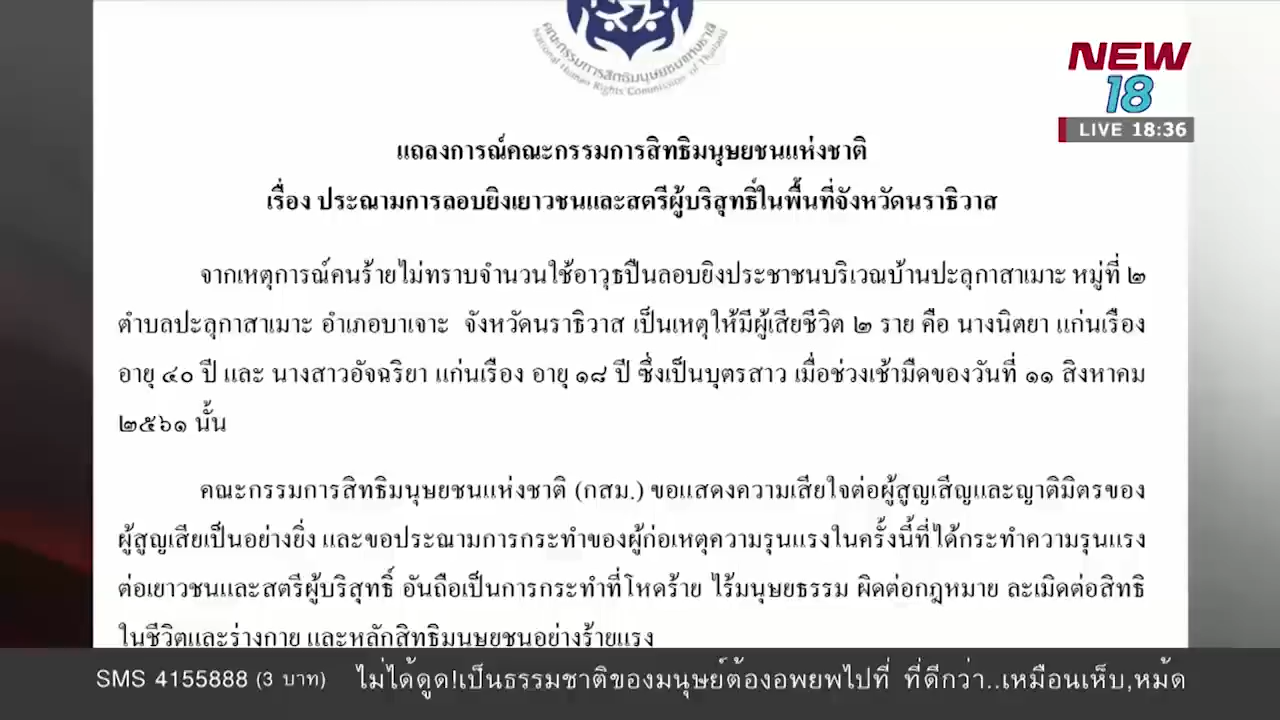 คณะกรรมการสิทธิมนุษยชนแห่งชาติ
National Human Rights Commission of Thailand
NEW
18
LIVE 18:36
แถลงการณ์คณะกรรมการสิทธิมนุษยชนแห่งชาติ
เรื่อง ประณามการลอบยิงเยาวชนและสตรีผู้บริสุทธิ์ในพื้นที่จังหวัดนราธิวาส
จากเหตุการณ์คนร้ายไม่ทราบจำนวนใช้อาวุธปืนลอบยิงประชาชนบริเวณบ้านปะลุกาสาเมาะ หมู่ที่ ๒
ตำบลปะลุกาสาเมาะ อำเภอบาเจาะ จังหวัดนราธิวาส เป็นเหตุให้มีผู้เสียชีวิต ๒ ราย คือ นางนิตยา แก่นเรือง
อายุ ๔๐ ปี และ นางสาวอัจฉริยา แก่นเรือง อายุ ๑๘ ปี ซึ่งเป็นบุตรสาว เมื่อช่วงเช้ามืดของวันที่ ๑๑ สิงหาคม
๒๕๖๑ นั้น
คณะกรรมการสิทธิมนุษยชนแห่งชาติ (กสม.) ขอแสดงความเสียใจต่อผู้สูญเสีญและญาติมิตรของ
ผู้สูญเสียเป็นอย่างยิ่ง และขอประณามการกระทำของผู้ก่อเหตุความรุนแรงในครั้งนี้ที่ได้กระทำความรุนแรง
ต่อเยาวชนและสตรีผู้บริสุทธิ์ อันถือเป็นการกระทำที่โหดร้าย ไร้มนุษยธรรม ผิดต่อกฎหมาย ละเมิดต่อสิทธิ
ในชีวิตและร่างกาย และหลักสิทธิมนุษยชนอย่างร้ายแรง
SMS 4155888 (3 บาท) ไม่ได้ดูด!เป็นธรรมชาติของมนุษย์ต้องอพยพไปที่ ที่ดีกว่า..เหมือนเห็บ,หมัด